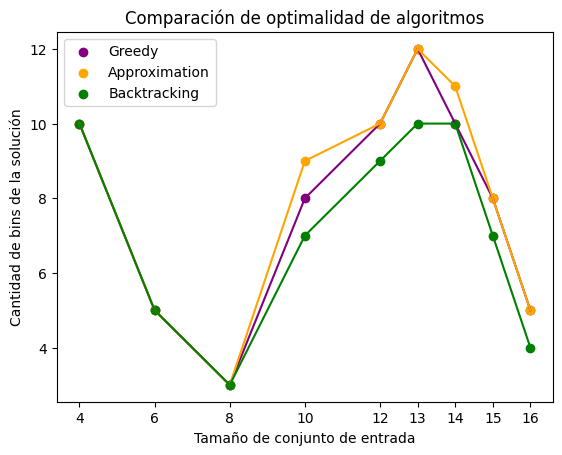 Comparación de optimalidad de algoritmos
Greedy
Approximation
Backtracking
Cantidad de bins de la solución
12
10
8
6
4
4 6 8 10 12 13 14 15 16
Tamaño de conjunto de entrada